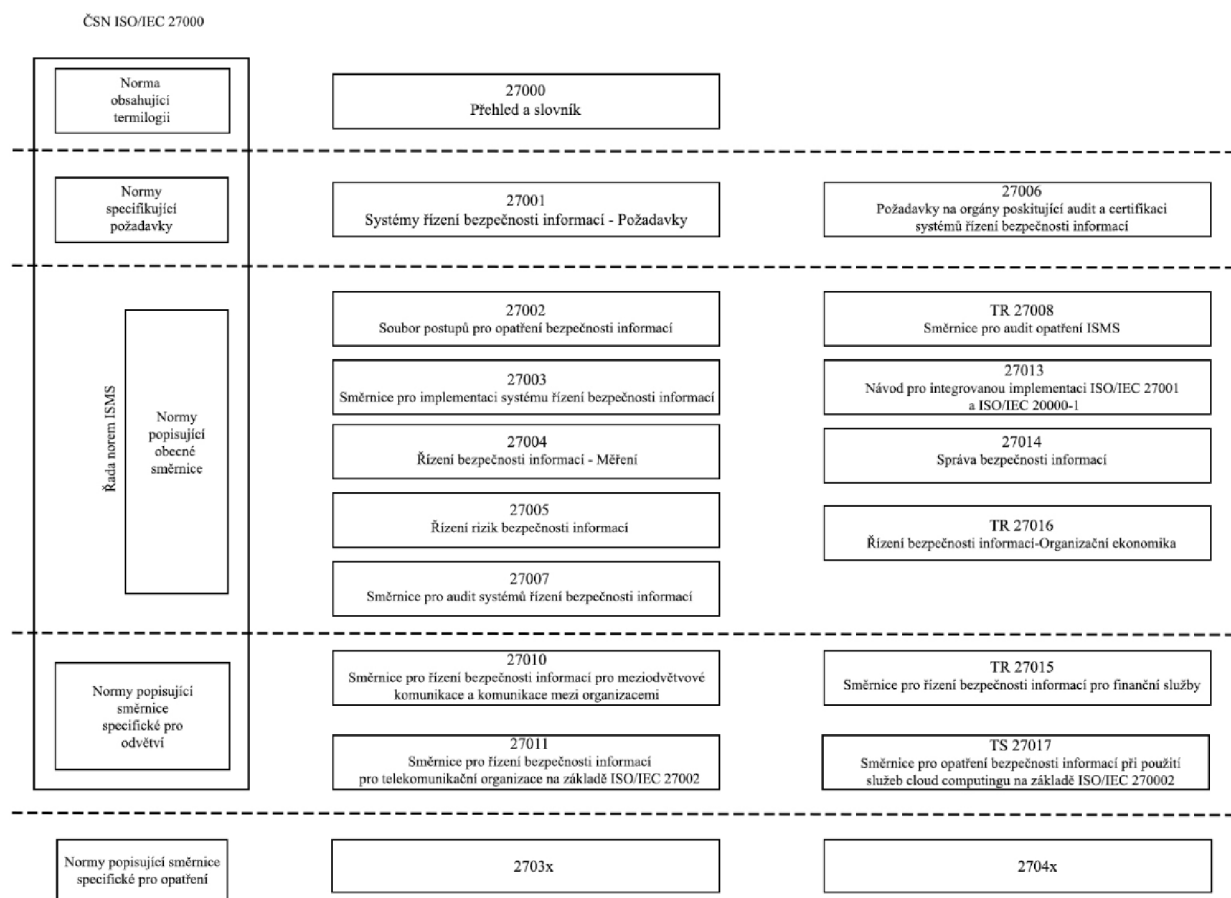 ČSN ISO/IEC 27000
Norma
obsahující
termilogii
27000
Přehled a slovník
Normy
specifikující
požadavky
27001
Systémy řízení bezpečnosti informací - Požadavky
27006
Požadavky na orgány poskitující audit a certifikaci
systémů řízení bezpečnosti informací
Řada norem ISMS
Normy
popisující
obecné
směrnice
27002
Soubor postupů pro opatření bezpečnosti informací
TR 27008
Směrnice pro audit opatření ISMS
27003
Směrnice pro implementaci systému řízení bezpečnosti informací
27013
Návod pro integrovanou implementaci ISO/IEC 27001
a ISO/IEC 20000-1
27004
Řízení bezpečnosti informací - Měření
27014
Správa bezpečnosti informací
27005
Řízení rizik bezpečnosti informací
TR 27016
Řízení bezpečnosti informací-Organizační ekonomika
27007
Směrnice pro audit systémů řízení bezpečnosti informací
Normy popisující
směrnice
specifické pro
odvětví
27010
Směrnice pro řízení bezpečnosti informací pro meziodvětvové
komunikace a komunikace mezi organizacemi
TR 27015
Směrnice pro řízení bezpečnosti informací pro finanční služby
27011
Směrnice pro řízení bezpečnosti informací
pro telekomunikační organizace na základě ISO/IEC 27002
TS 27017
Směrnice pro opatření bezpečnosti informací při použití
služeb cloud computingu na základě ISO/IEC 270002
Normy popisující směrnice
specifické pro opatření
2703x
2704x